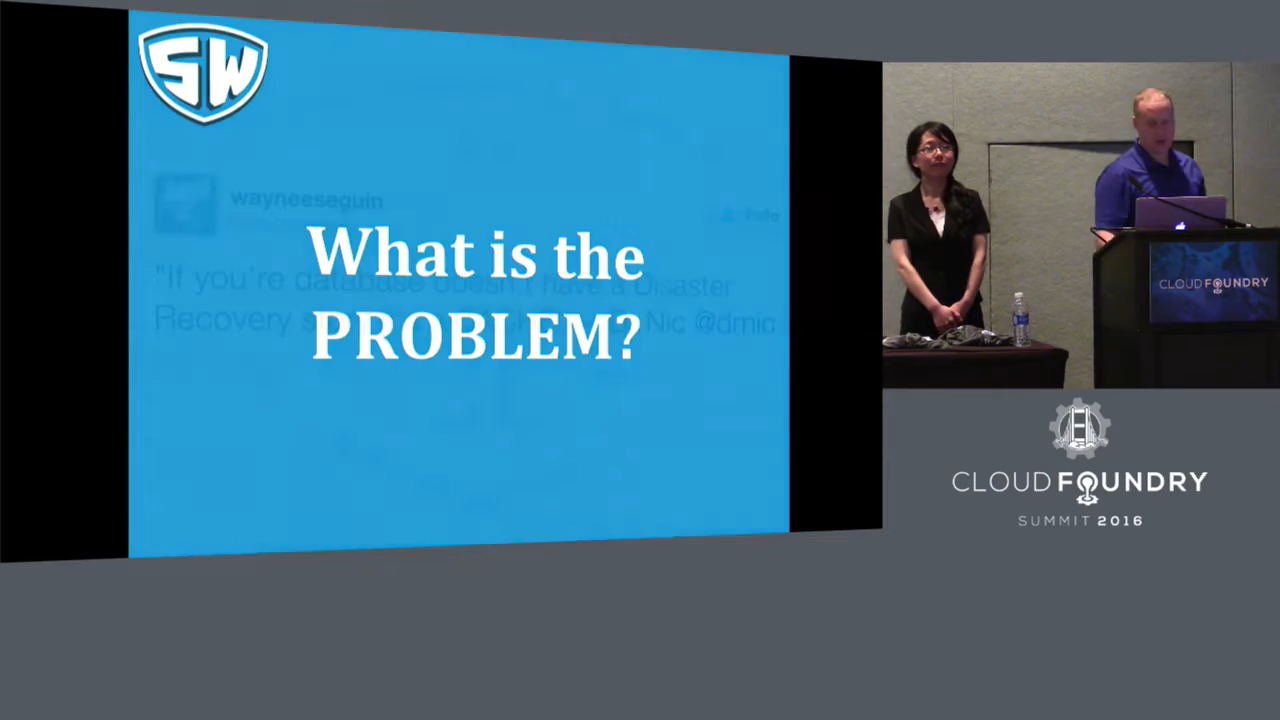 SW
wayneeseguin
What is the
PROBLEM?
"If you're database doesn't have a Disaster
Recovery
Nic @drnic
CLOUD FOUNDRY
CLOUD FOUNDRY
SUMMIT 2016